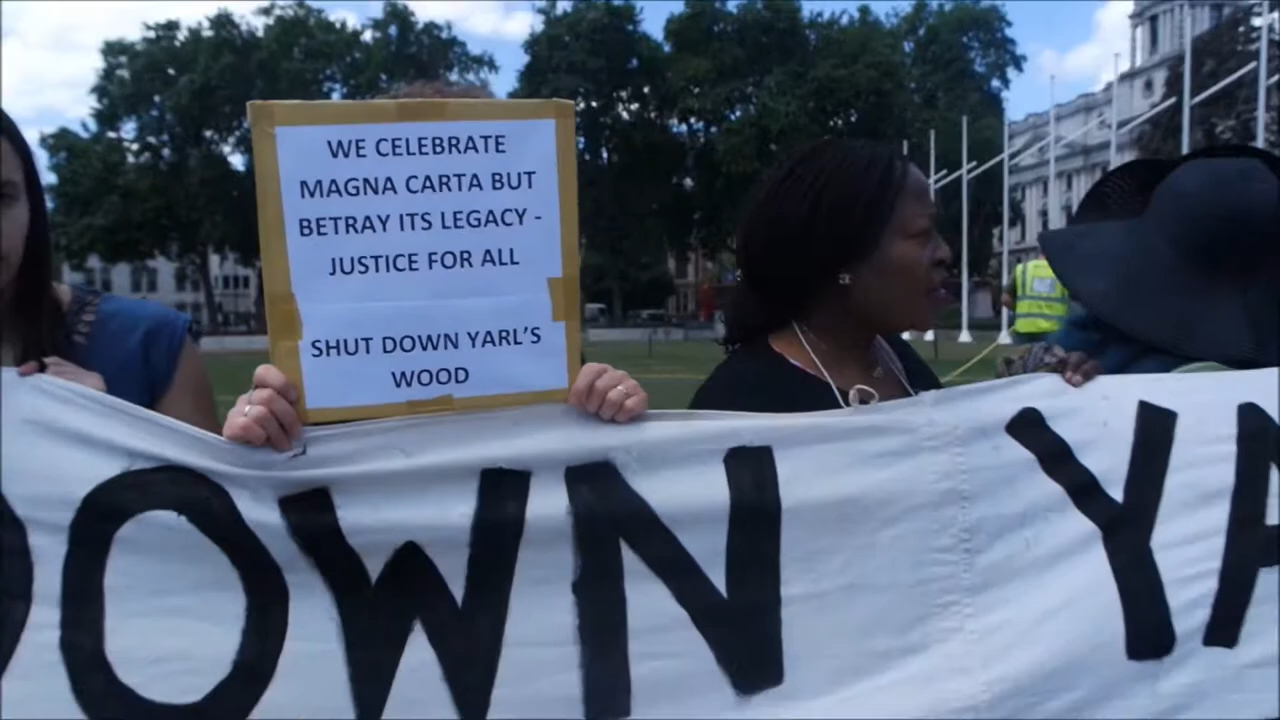 WE CELEBRATE
MAGNA CARTA BUT
BETRAY ITS LEGACY -
JUSTICE FOR ALL
SHUT DOWN YARL'S
WOOD
OWN YA